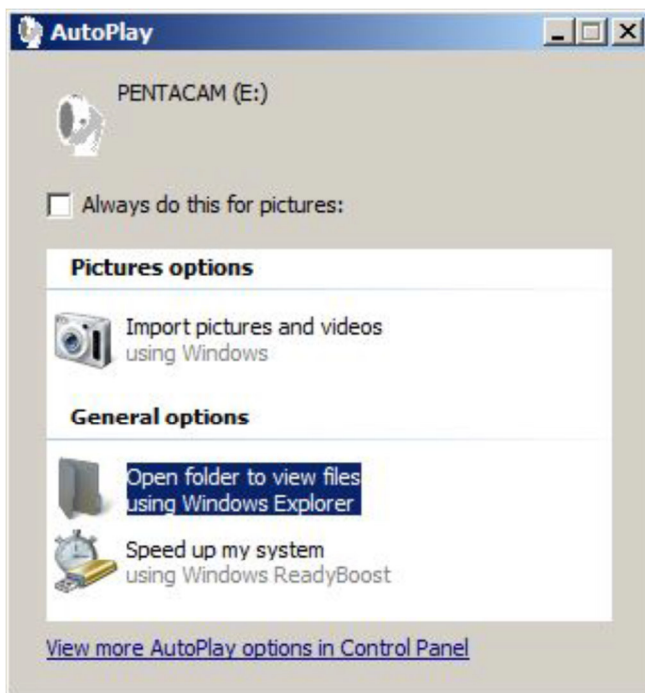 AutoPlay
PENTACAM (E:)
Always do this for pictures:
Pictures options
Import pictures and videos
using Windows
General options
Open folder to view files
using Windows Explorer
Speed up my system
using Windows ReadyBoost
View more AutoPlay options in Control Panel